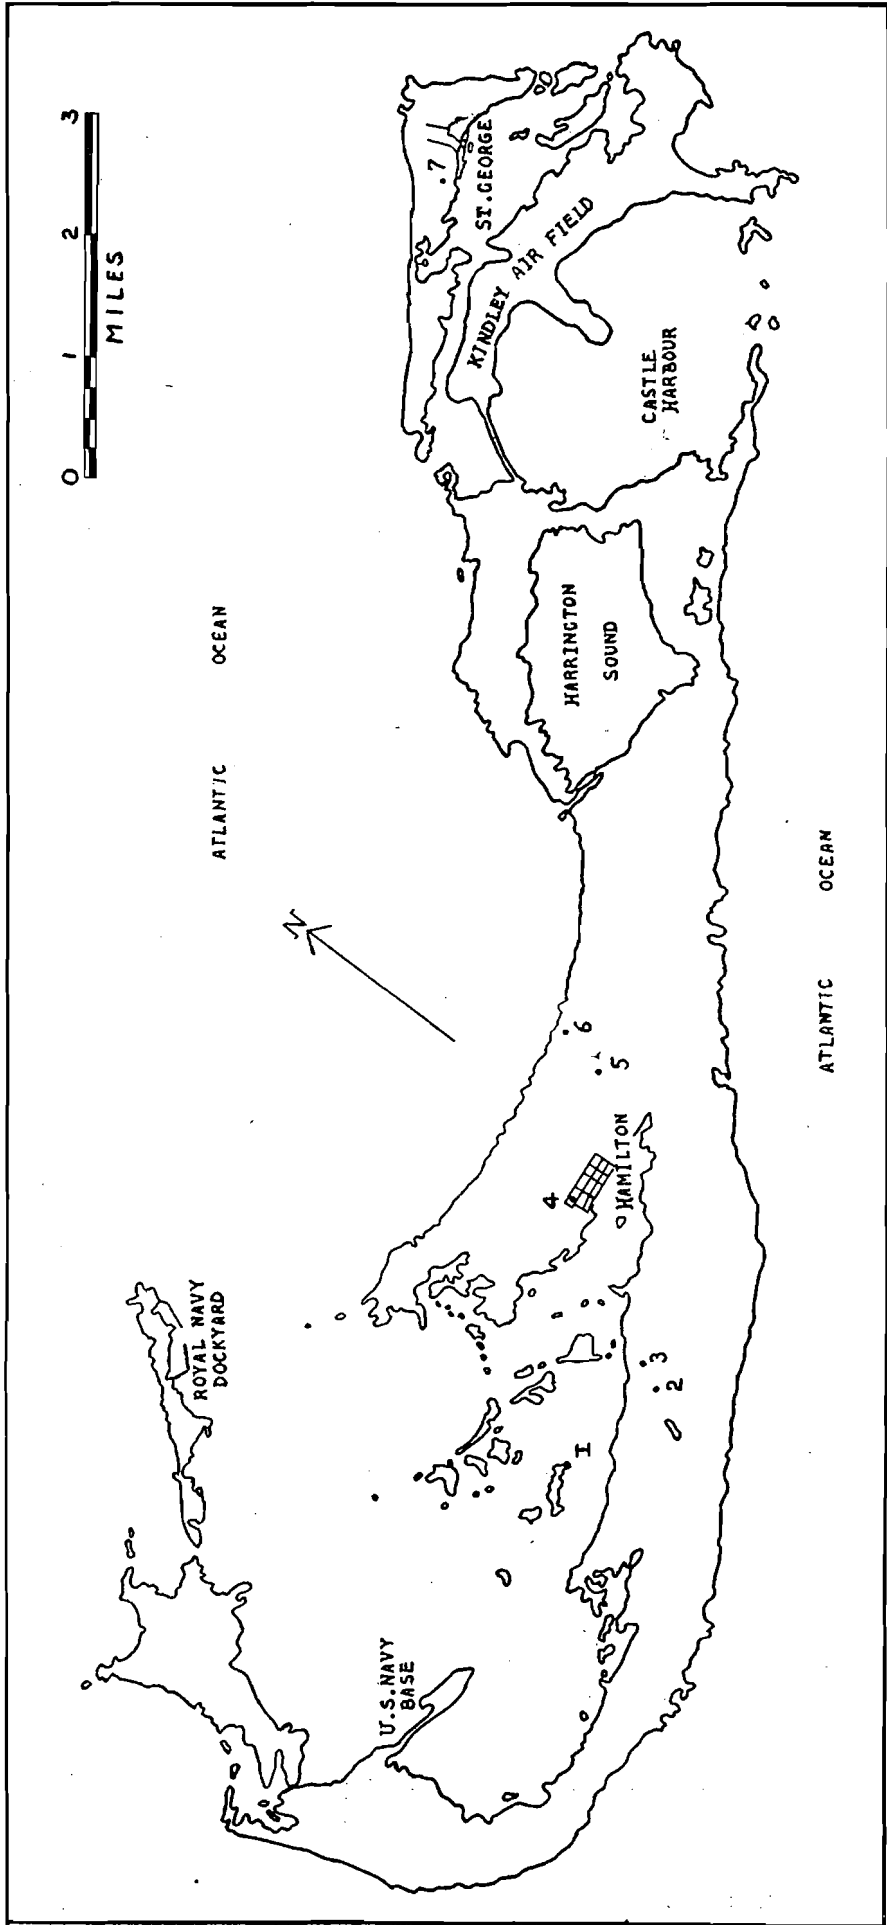 0 1 2 3
MILES
ATLANTIC OCEAN
N
ROYAL NAVY
DOCKYARD
U.S.NAVY
BASE
1
2
3
4
HAMILTON
5
6
HARRINGTON
SOUND
CASTLE
HARBOUR
KINDLEY AIR FIELD
ST.GEORGE
7
ATLANTIC OCEAN